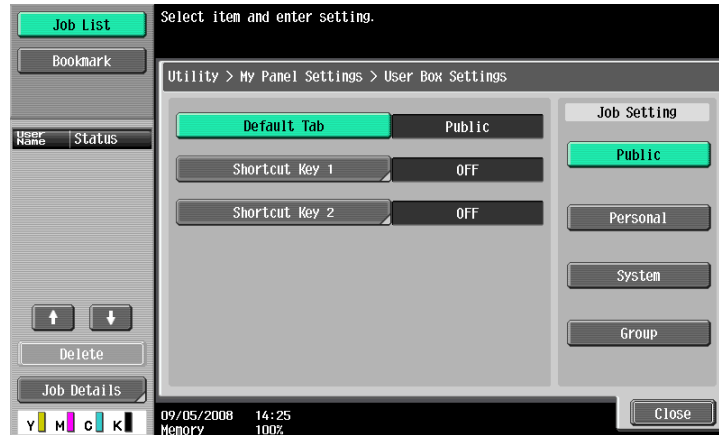 Job List
Bookmark
User Name Status
Delete
Job Details
Y M C K
Select item and enter setting.
Utility > My Panel Settings > User Box Settings
Default Tab Public
Shortcut Key 1 OFF
Shortcut Key 2 OFF
Job Setting
Public
Personal
System
Group
09/05/2008 14:25
Memory 100%
Close